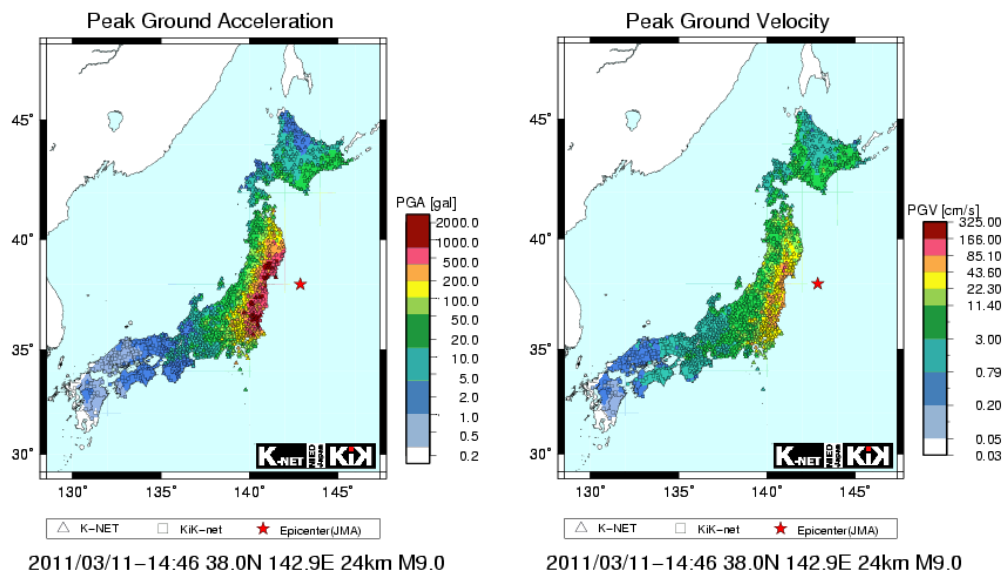 Peak Ground Acceleration
45°
40°
35°
30°
130°
135°
140°
145°
PGA [gal]
2000.0
1000.0
500.0
200.0
100.0
50.0
20.0
10.0
5.0
2.0
1.0
0.5
0.2
K-NET NIED Japan KiK
K-NET
KiK-net
Epicenter(JMA)
2011/03/11-14:46 38.0N 142.9E 24km M9.0
Peak Ground Velocity
45°
40°
35°
30°
130°
135°
140°
145°
PGV [cm/s]
325.00
166.00
85.10
43.60
22.30
11.40
3.00
0.79
0.20
0.05
0.03
K-NET NIED Japan KiK
K-NET
KiK-net
Epicenter(JMA)
2011/03/11-14:46 38.0N 142.9E 24km M9.0